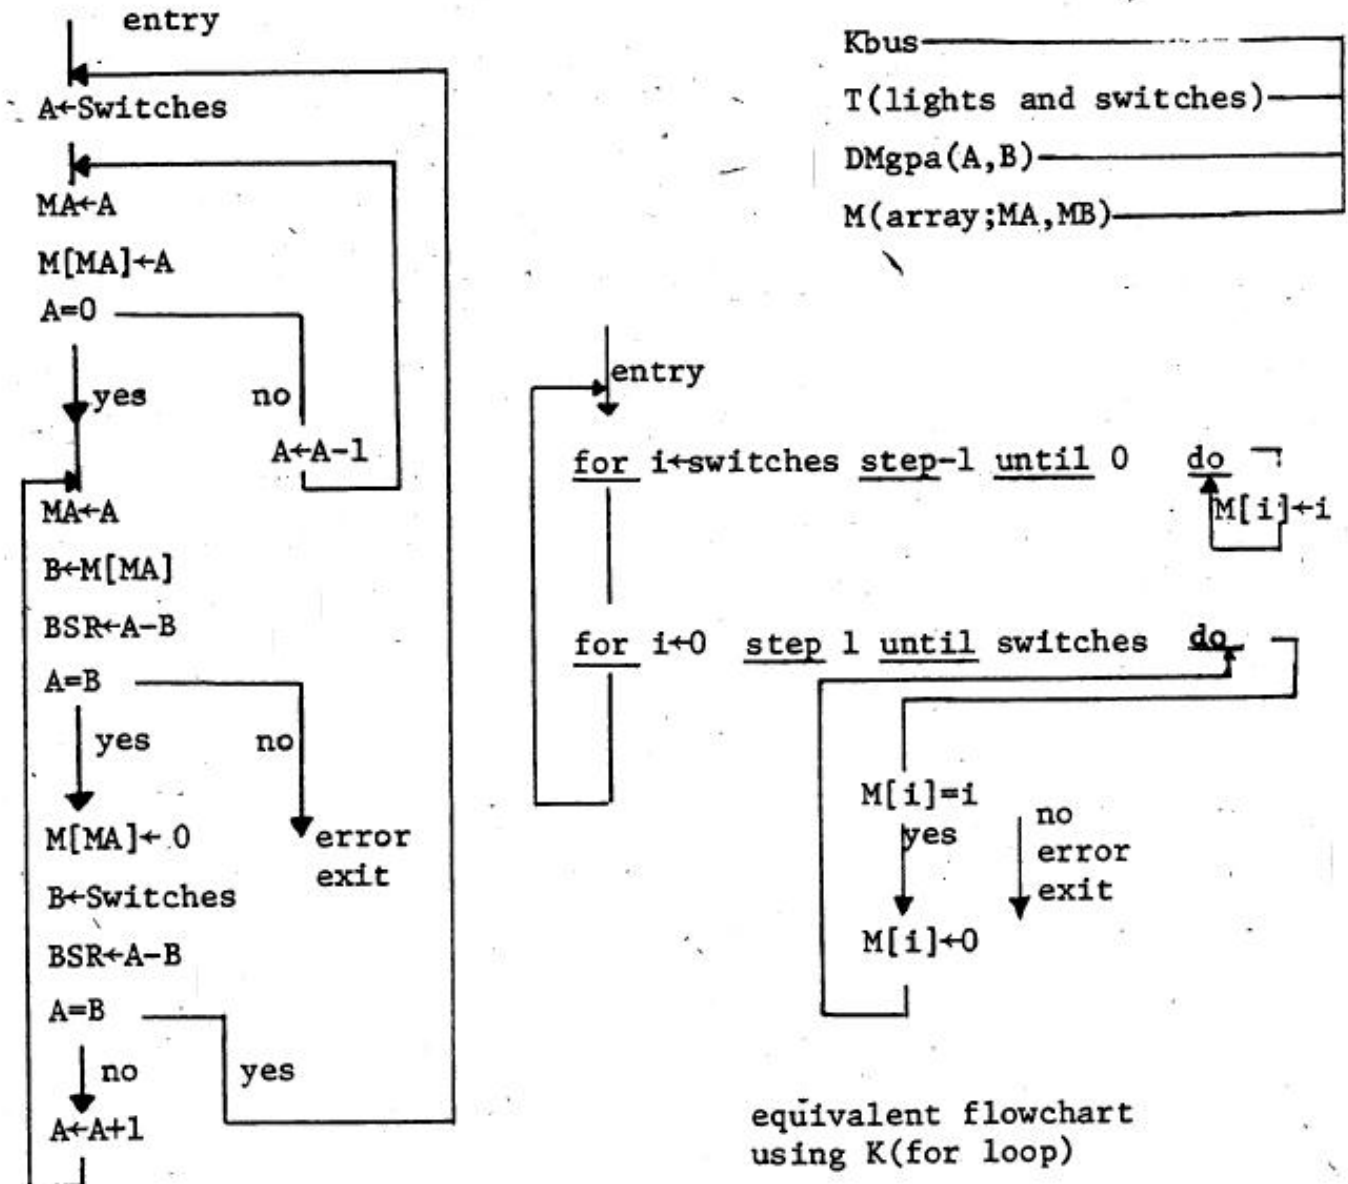 entry
A←Switches
MA←A
M[MA]←A
A=0
yes no
A←A-1
MA←A
B←M[MA]
BSR←A-B
A=B
yes no
M[MA]← 0
error
exit
B←Switches
BSR←A-B
A=B
no yes
A←A+1
Kbus
T(lights and switches)
DMgpa(A,B)
M(array;MA,MB)
entry
for i←switches step-1 until 0 do
M[i]←i
for i←0 step 1 until switches do
M[i]=i
yes
no
error
exit
M[i]←0
equivalent flowchart
using K(for loop)